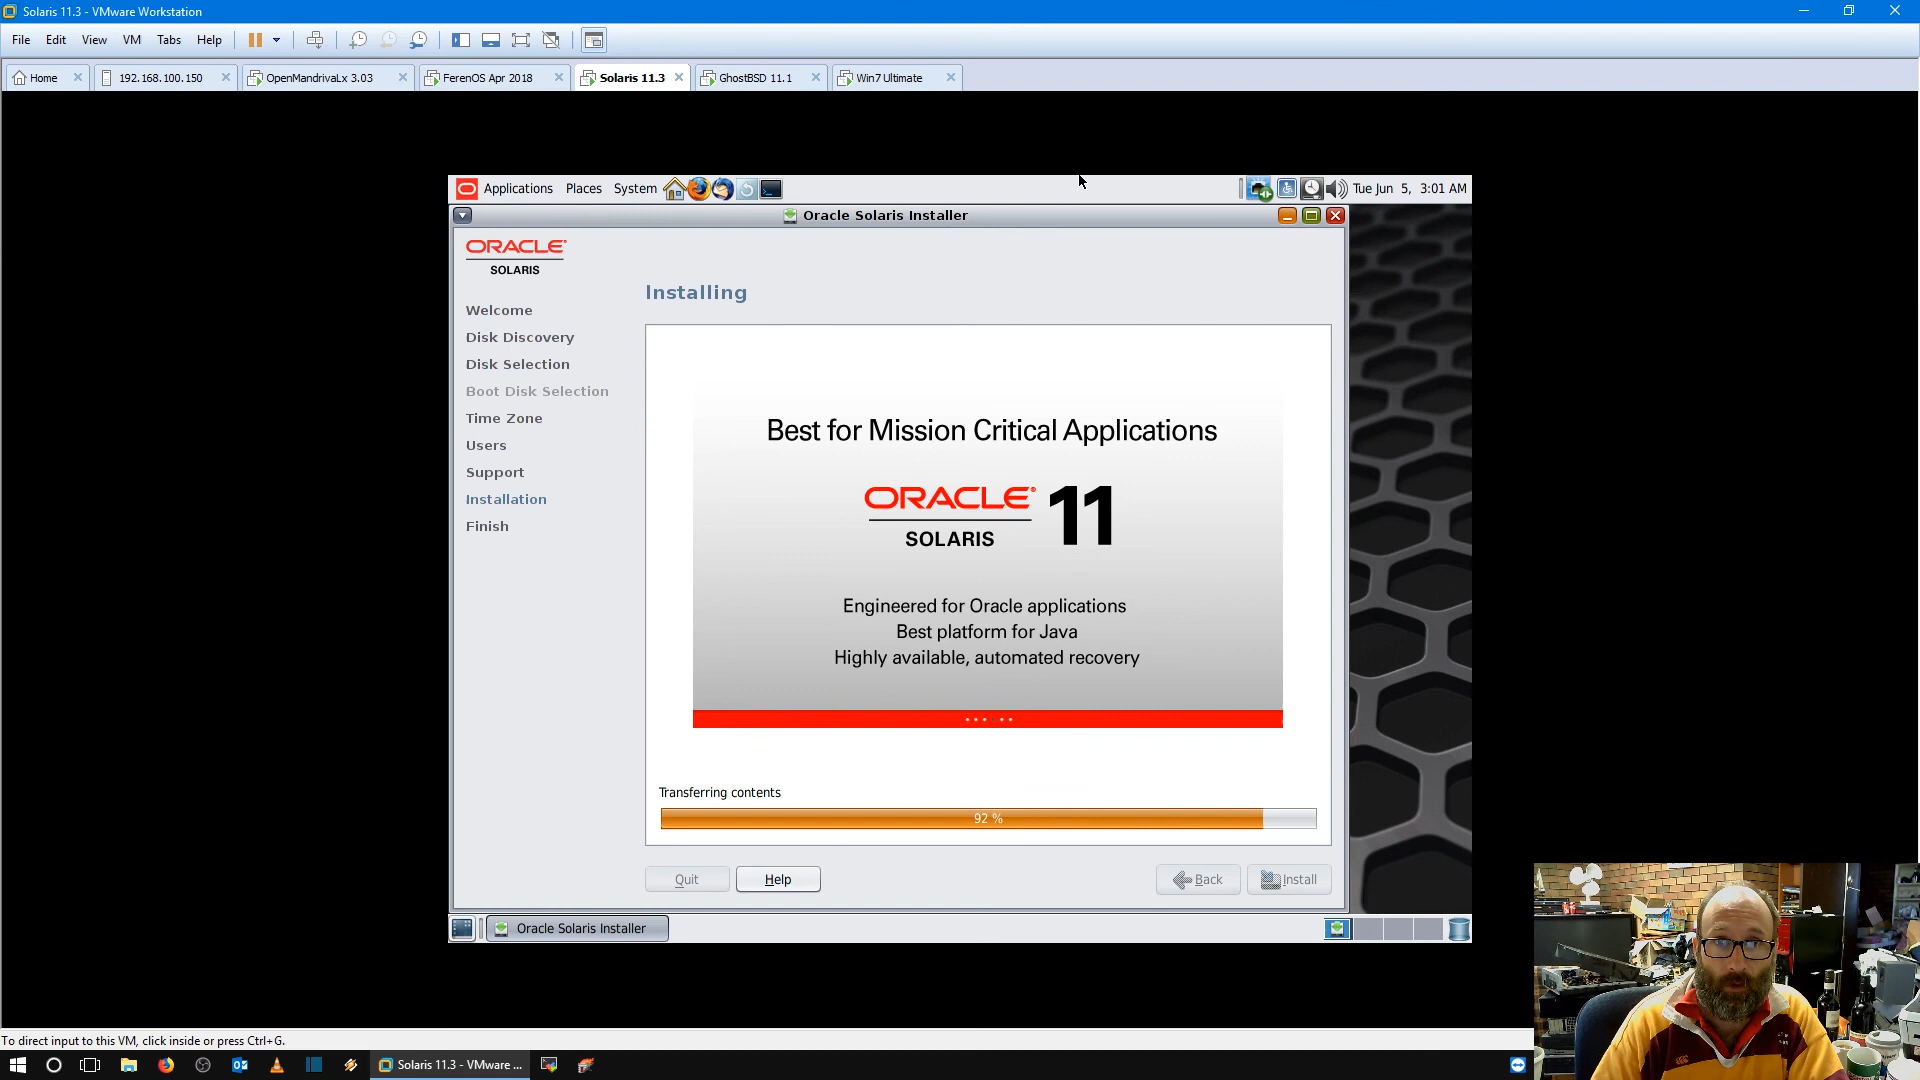 Solaris 11.3 - VMware Workstation
File Edit View VM Tabs Help
Home 192.168.100.150 OpenMandrivaLx 3.03 FerenOS Apr 2018 Solaris 11.3 GhostBSD 11.1 Win7 Ultimate
Applications Places System Tue Jun 5, 3:01 AM
Oracle Solaris Installer
ORACLE
SOLARIS
Installing
Welcome
Disk Discovery
Disk Selection
Boot Disk Selection
Time Zone
Users
Support
Installation
Finish
Best for Mission Critical Applications
ORACLE 11
SOLARIS
Engineered for Oracle applications
Best platform for Java
Highly available, automated recovery
Transferring contents
92 %
Quit Help Back Install
Oracle Solaris Installer
To direct input to this VM, click inside or press Ctrl+G.
Solaris 11.3 - VMware ...